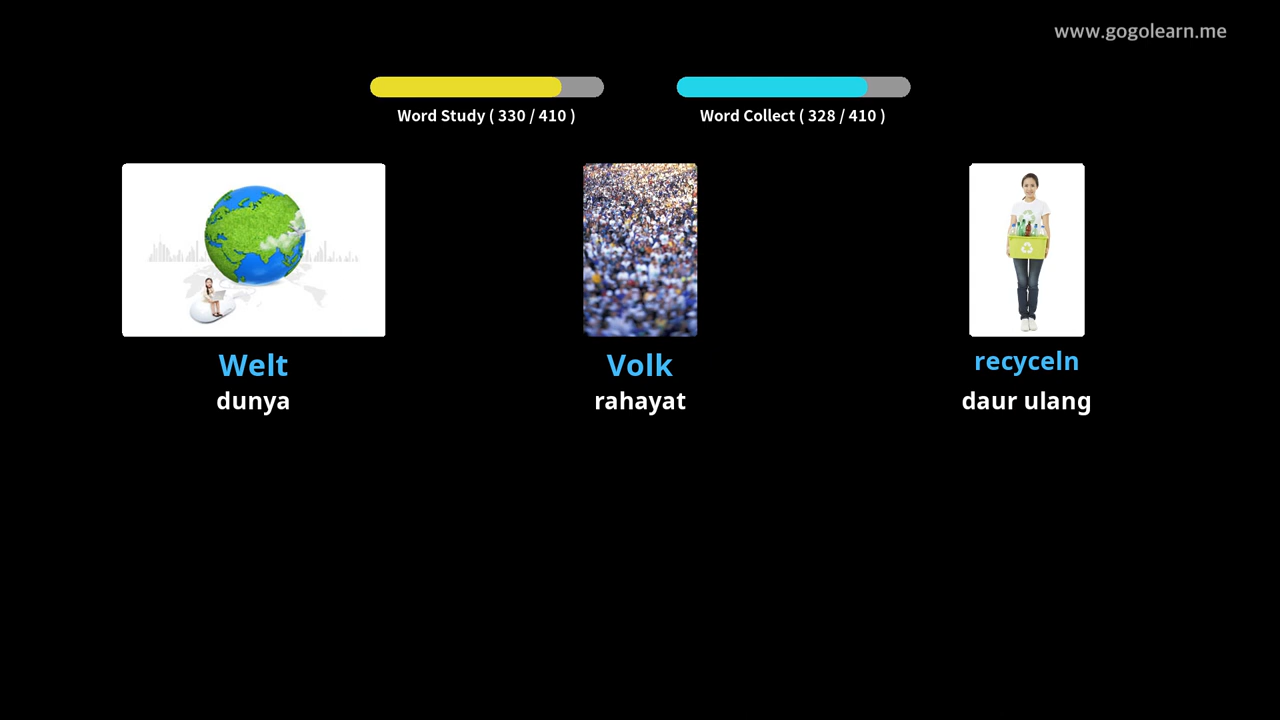 www.gogolearn.me
Word Study ( 330 / 410 )
Word Collect ( 328 / 410 )
Welt
Volk
recyceln
dunya
rahayat
daur ulang